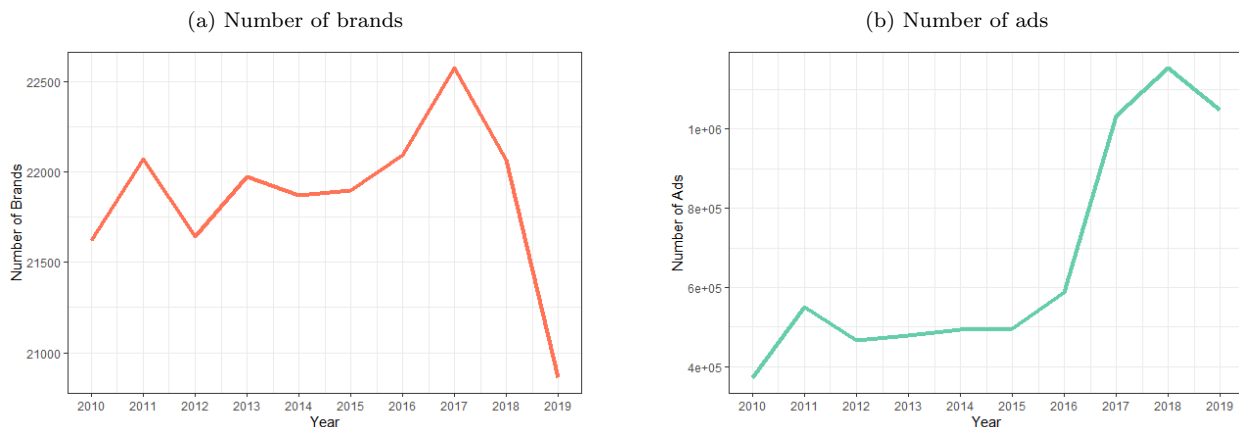 (a) Number of brands
22500
22000
21500
21000
Number of Brands
2010 2011 2012 2013 2014 2015 2016 2017 2018 2019
Year
(b) Number of ads
1e+06
8e+05
6e+05
4e+05
Number of Ads
2010 2011 2012 2013 2014 2015 2016 2017 2018 2019
Year